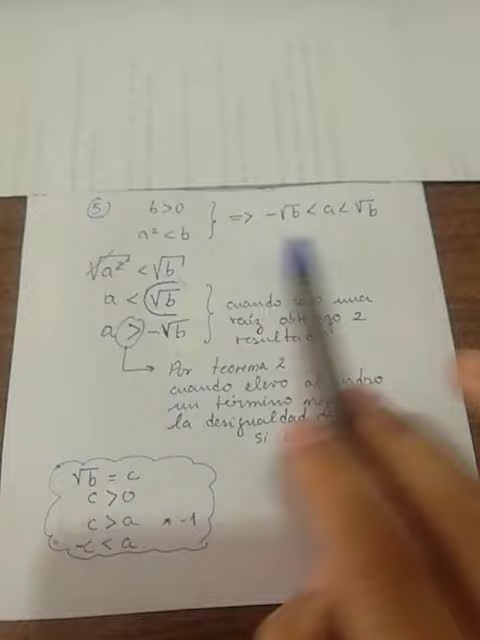 5 b>0
a² < b } => -√b < a < √b
√a² < √b
a < √b
a > -√b
cuando una
raíz obtengo 2
Por teorema 2
cuando elevo al
un término
la desigualdad
si
√b = c
c > 0
c > a * -1
-c < a